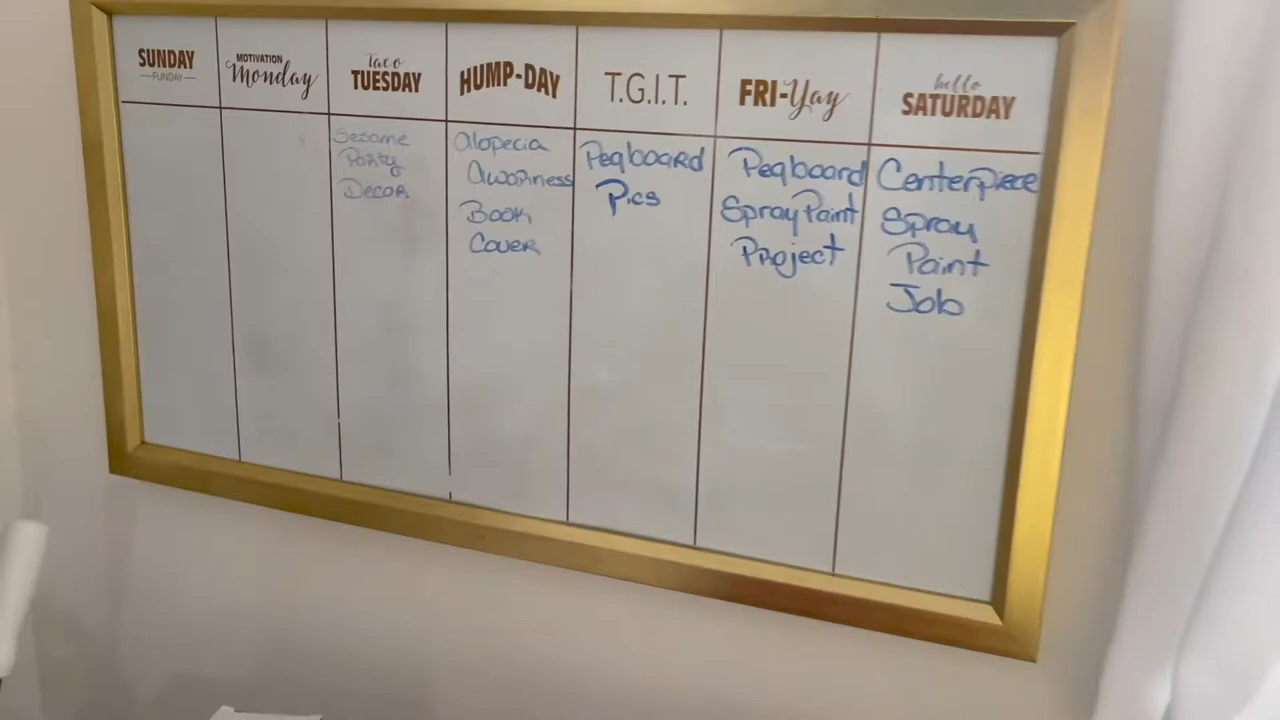 SUNDAY
FUNDAY
MOTIVATION
Monday
Taco
TUESDAY
HUMP-DAY
T.G.I.T.
FRI-Yay
hello
SATURDAY
Sesame
Party
Decor
Alopecia
Awarness
Book
Cover
Pegboard
Pics
Pegboard
Spray Paint
Project
Centerpiece
Spray
Paint
Job